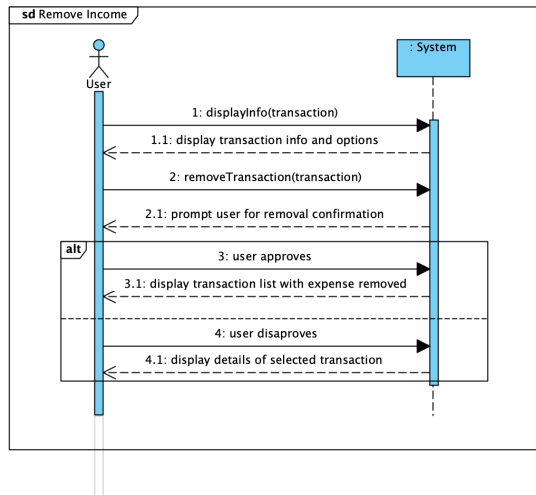 sd Remove Income
: System
User
1: displayInfo(transaction)
1.1: display transaction info and options
2: removeTransaction(transaction)
2.1: prompt user for removal confirmation
alt
3: user approves
3.1: display transaction list with expense removed
4: user disaproves
4.1: display details of selected transaction